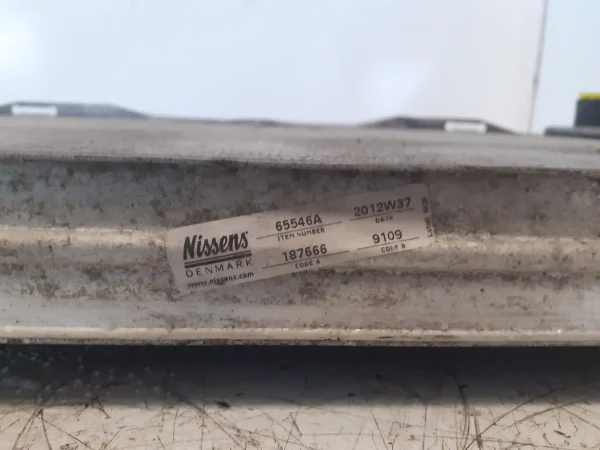 Nissens
DENMARK
www.nissens.com
65546A
ITEM NUMBER
2012W37
DATE
187666
CODE A
9109
CODE B